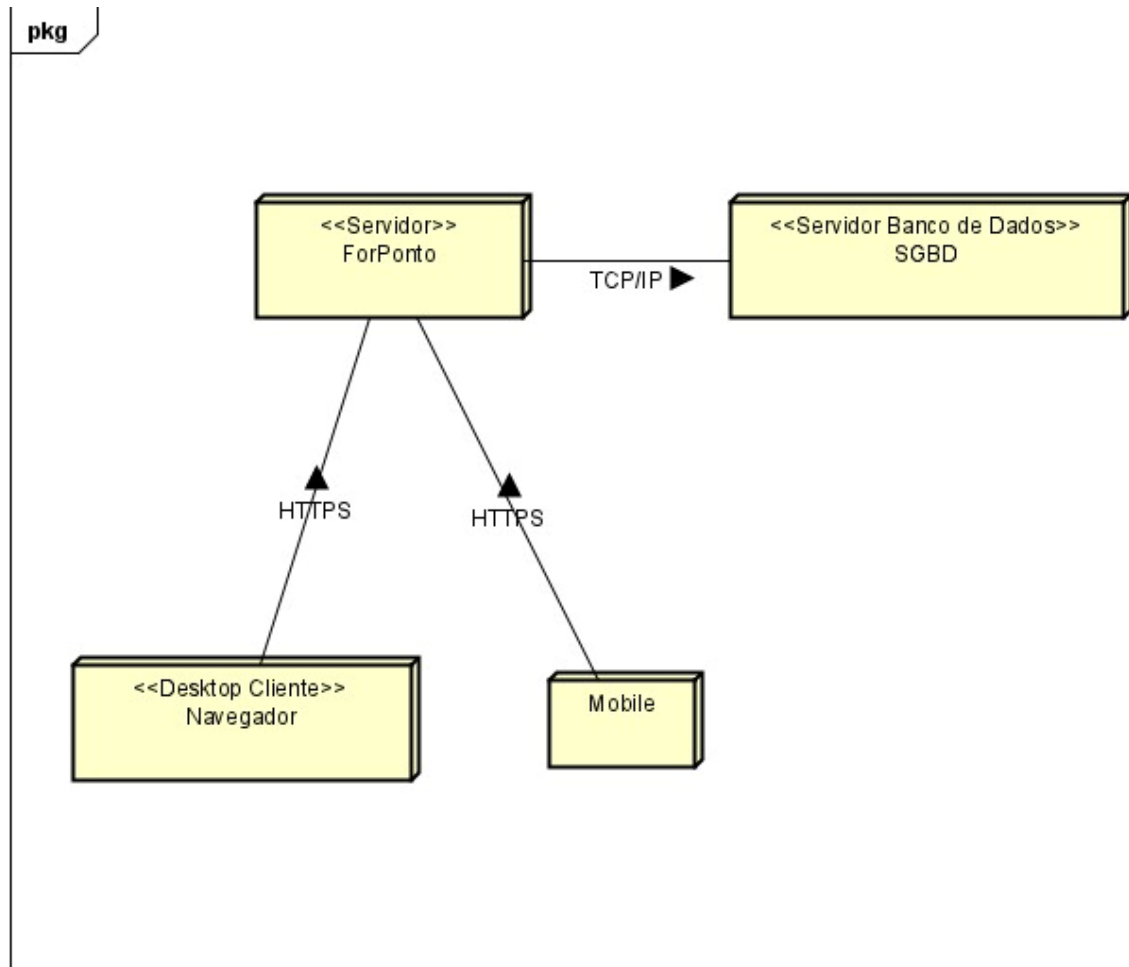 pkg
<<Servidor>>
ForPonto
<<Servidor Banco de Dados>>
SGBD
TCP/IP
HTTPS
HTTPS
<<Desktop Cliente>>
Navegador
Mobile